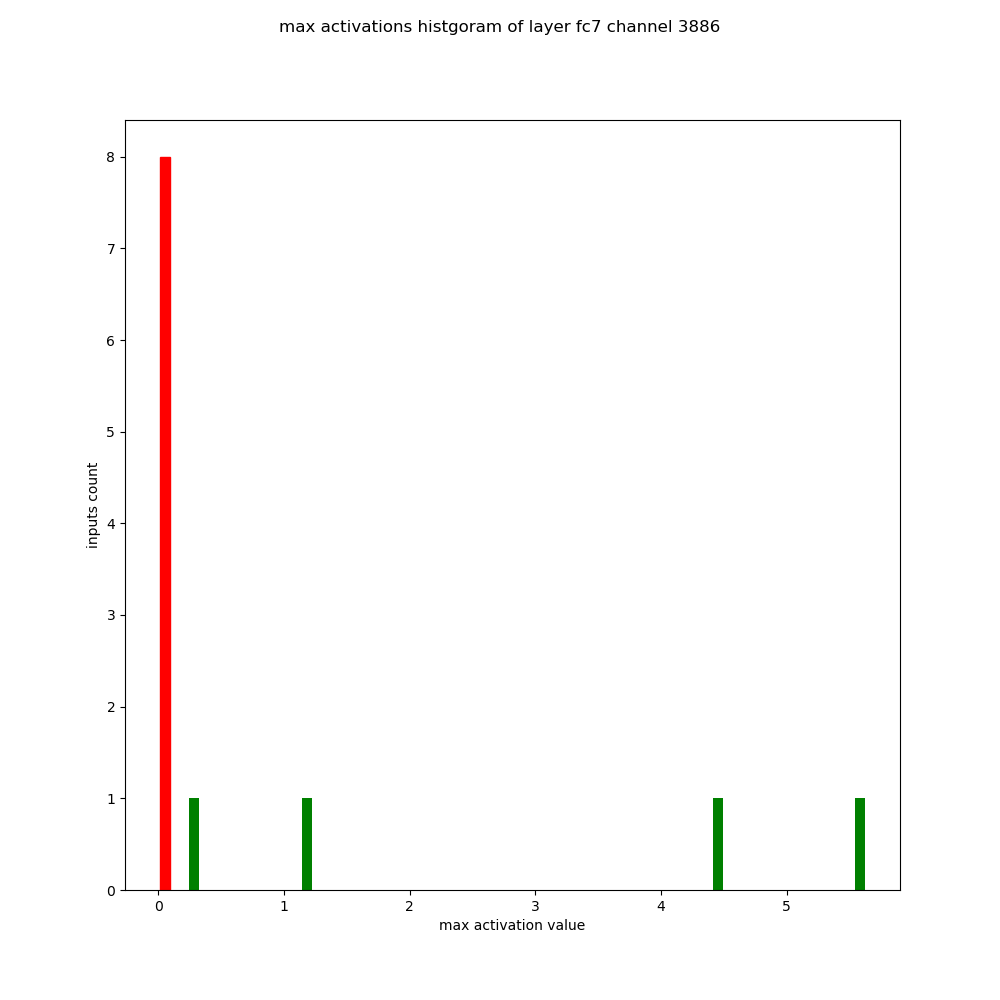 max activations histgoram of layer fc7 channel 3886
8
7
6
5
4
3
2
1
0
inputs count
0 1 2 3 4 5
max activation value